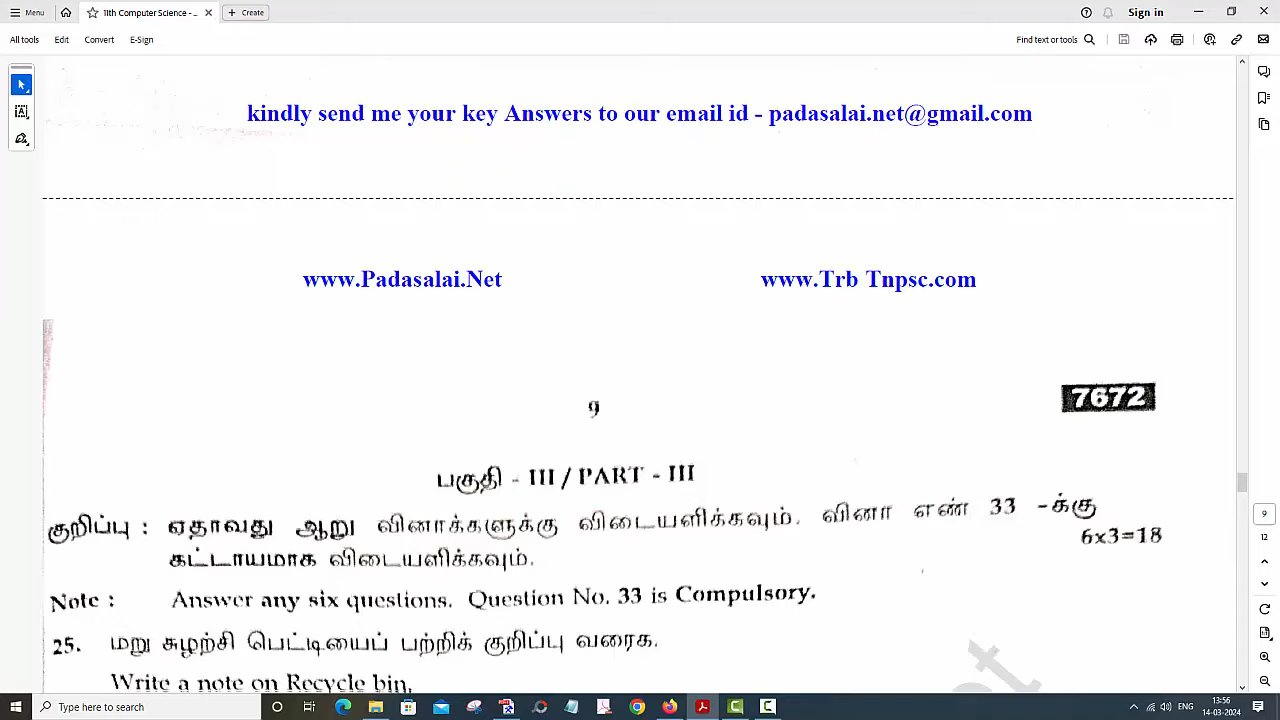 Menu
11th Computer Science - ...
+ Create
Sign in
All tools
Edit
Convert
E-Sign
Find text or tools
kindly send me your key Answers to our email id - padasalai.net@gmail.com
www.Padasalai.Net
www.Trb Tnpsc.com
9
7672
பகுதி - III / PART - III
குறிப்பு : ஏதாவது ஆறு வினாக்களுக்கு விடையளிக்கவும். வினா எண் 33 -க்கு
கட்டாயமாக விடையளிக்கவும்.
6x3=18
Note : Answer any six questions. Question No. 33 is Compulsory.
25. மறு சுழற்சி பெட்டியைப் பற்றிக் குறிப்பு வரைக.
Write a note on Recycle bin.
9
12
Type here to search
ENG
13:56
14-03-2024